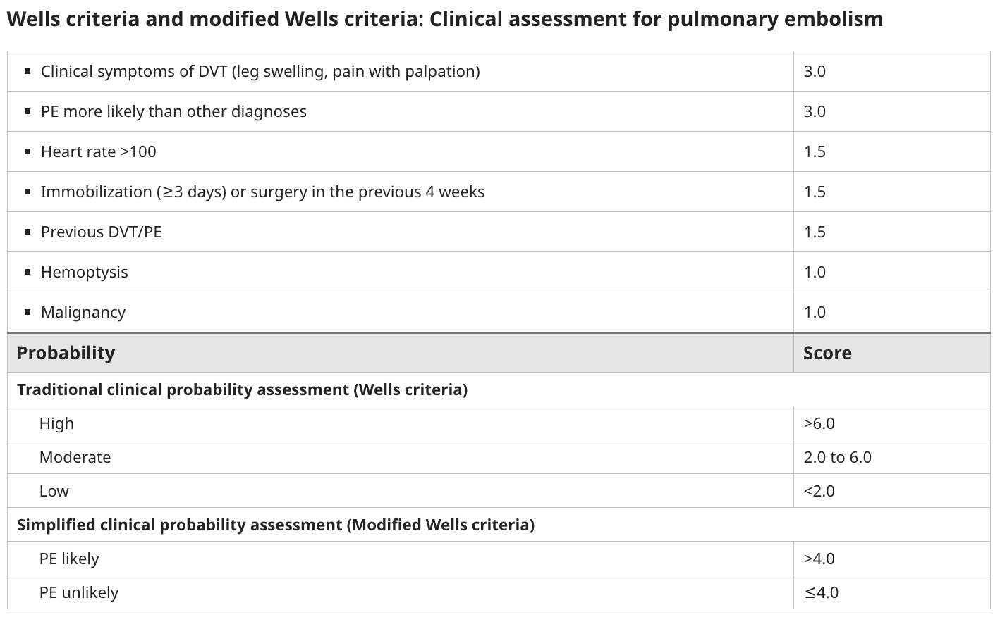 Wells criteria and modified Wells criteria: Clinical assessment for pulmonary embolism
▪ Clinical symptoms of DVT (leg swelling, pain with palpation) 3.0
▪ PE more likely than other diagnoses 3.0
▪ Heart rate >100 1.5
▪ Immobilization (≥3 days) or surgery in the previous 4 weeks 1.5
▪ Previous DVT/PE 1.5
▪ Hemoptysis 1.0
▪ Malignancy 1.0
Probability Score
Traditional clinical probability assessment (Wells criteria)
High >6.0
Moderate 2.0 to 6.0
Low <2.0
Simplified clinical probability assessment (Modified Wells criteria)
PE likely >4.0
PE unlikely ≤4.0